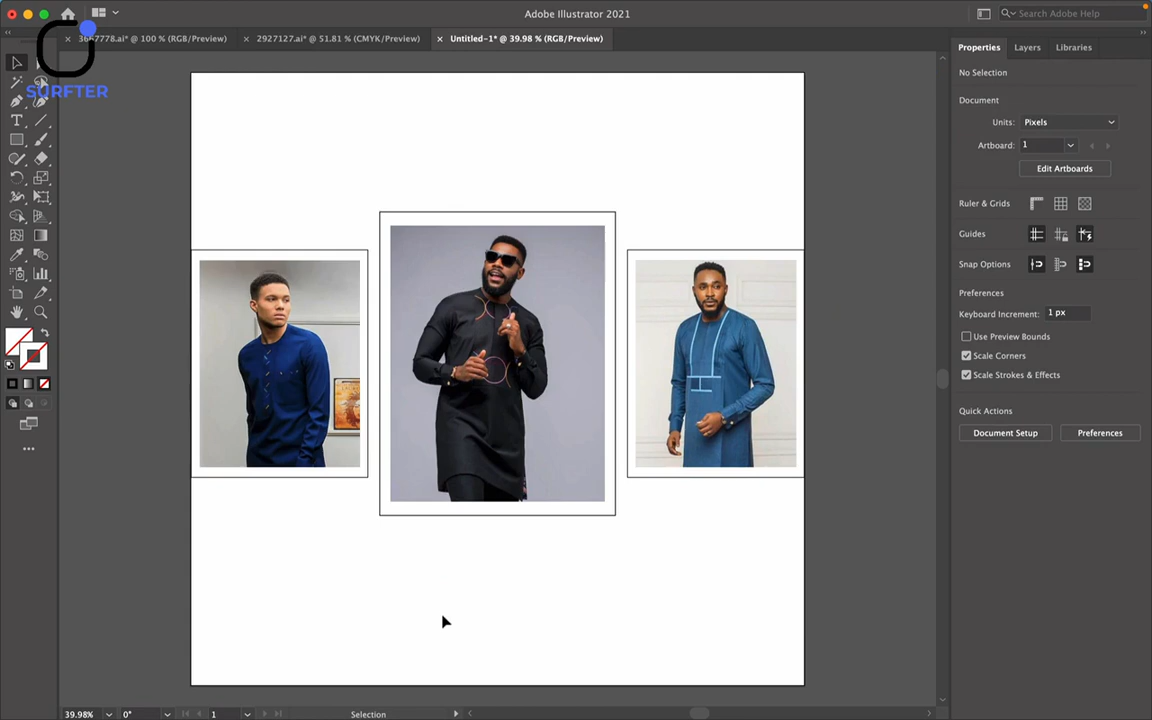 Adobe Illustrator 2021
Search Adobe Help
7778.ai* @ 100 % (RGB/Preview)
2927127.ai* @ 51.81 % (CMYK/Preview)
Untitled-1* @ 39.98 % (RGB/Preview)
SURFTER
Properties
Layers
Libraries
No Selection
Document
Units:
Pixels
Artboard:
1
Edit Artboards
Ruler & Grids
Guides
Snap Options
Preferences
Keyboard Increment:
1 px
Use Preview Bounds
Scale Corners
Scale Strokes & Effects
Quick Actions
Document Setup
Preferences
39.98%
0°
1
Selection